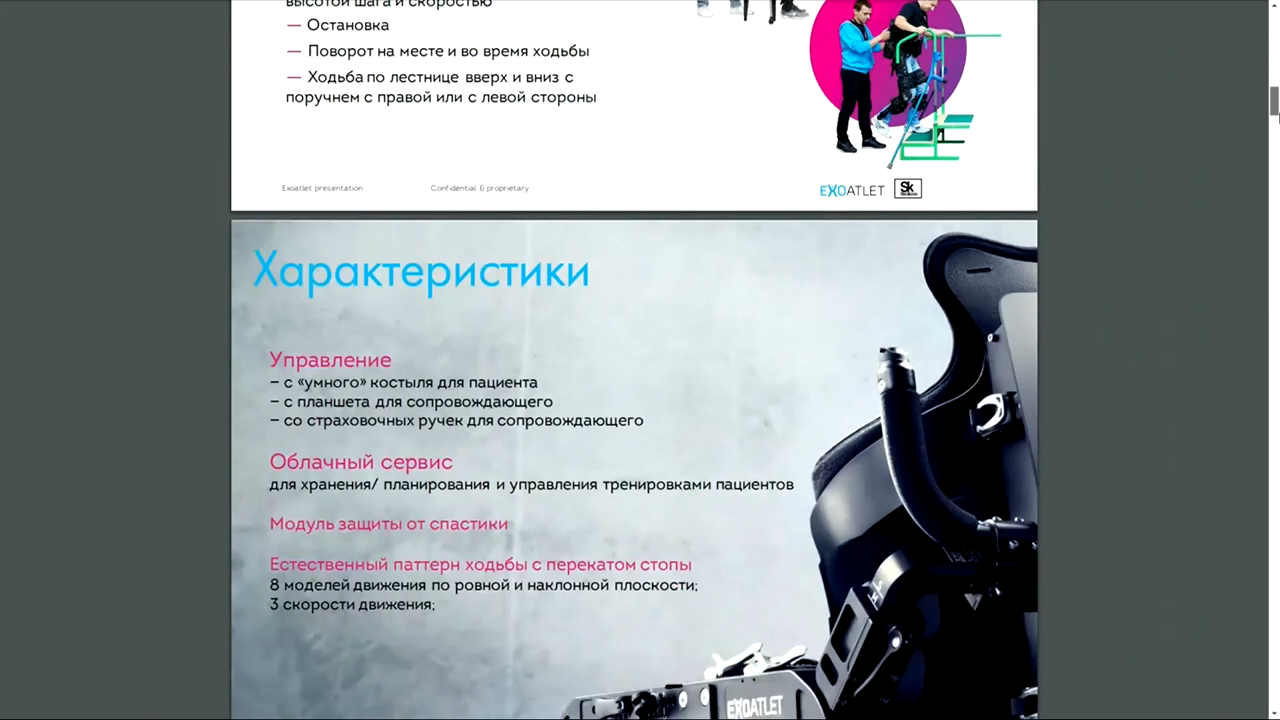 высотой шага и скоростью
— Остановка
— Поворот на месте и во время ходьбы
— Ходьба по лестнице вверх и вниз с
поручнем с правой или с левой стороны
Exoatlet presentation
Confidential & proprietary
EXOATLET
Sk
Характеристики
Управление
– с «умного» костыля для пациента
– с планшета для сопровождающего
– со страховочных ручек для сопровождающего
Облачный сервис
для хранения/ планирования и управления тренировками пациентов
Модуль защиты от спастики
Естественный паттерн ходьбы с перекатом стопы
8 моделей движения по ровной и наклонной плоскости;
3 скорости движения;
EXOATLET